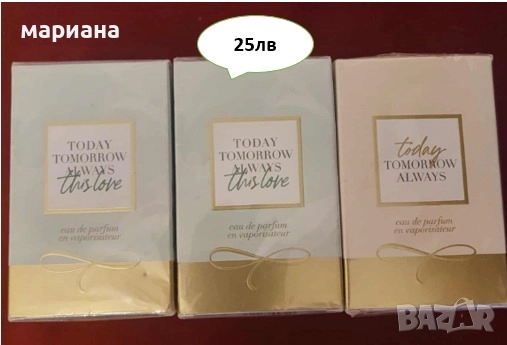 мариана
25лв
TODAY
TOMORROW
ALWAYS
this love
eau de parfum
en vaporisateur
TODAY
TOMORROW
ALWAYS
this love
eau de parfum
en vaporisateur
today
TOMORROW
ALWAYS
eau de parfum
en vaporisateur
BAZAR